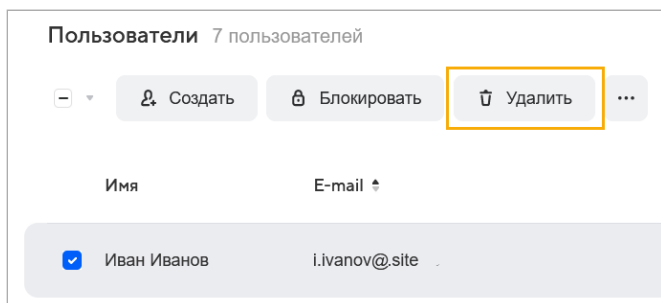 Пользователи 7 пользователей
Создать Блокировать Удалить ...
Имя E-mail
Иван Иванов i.ivanov@.site